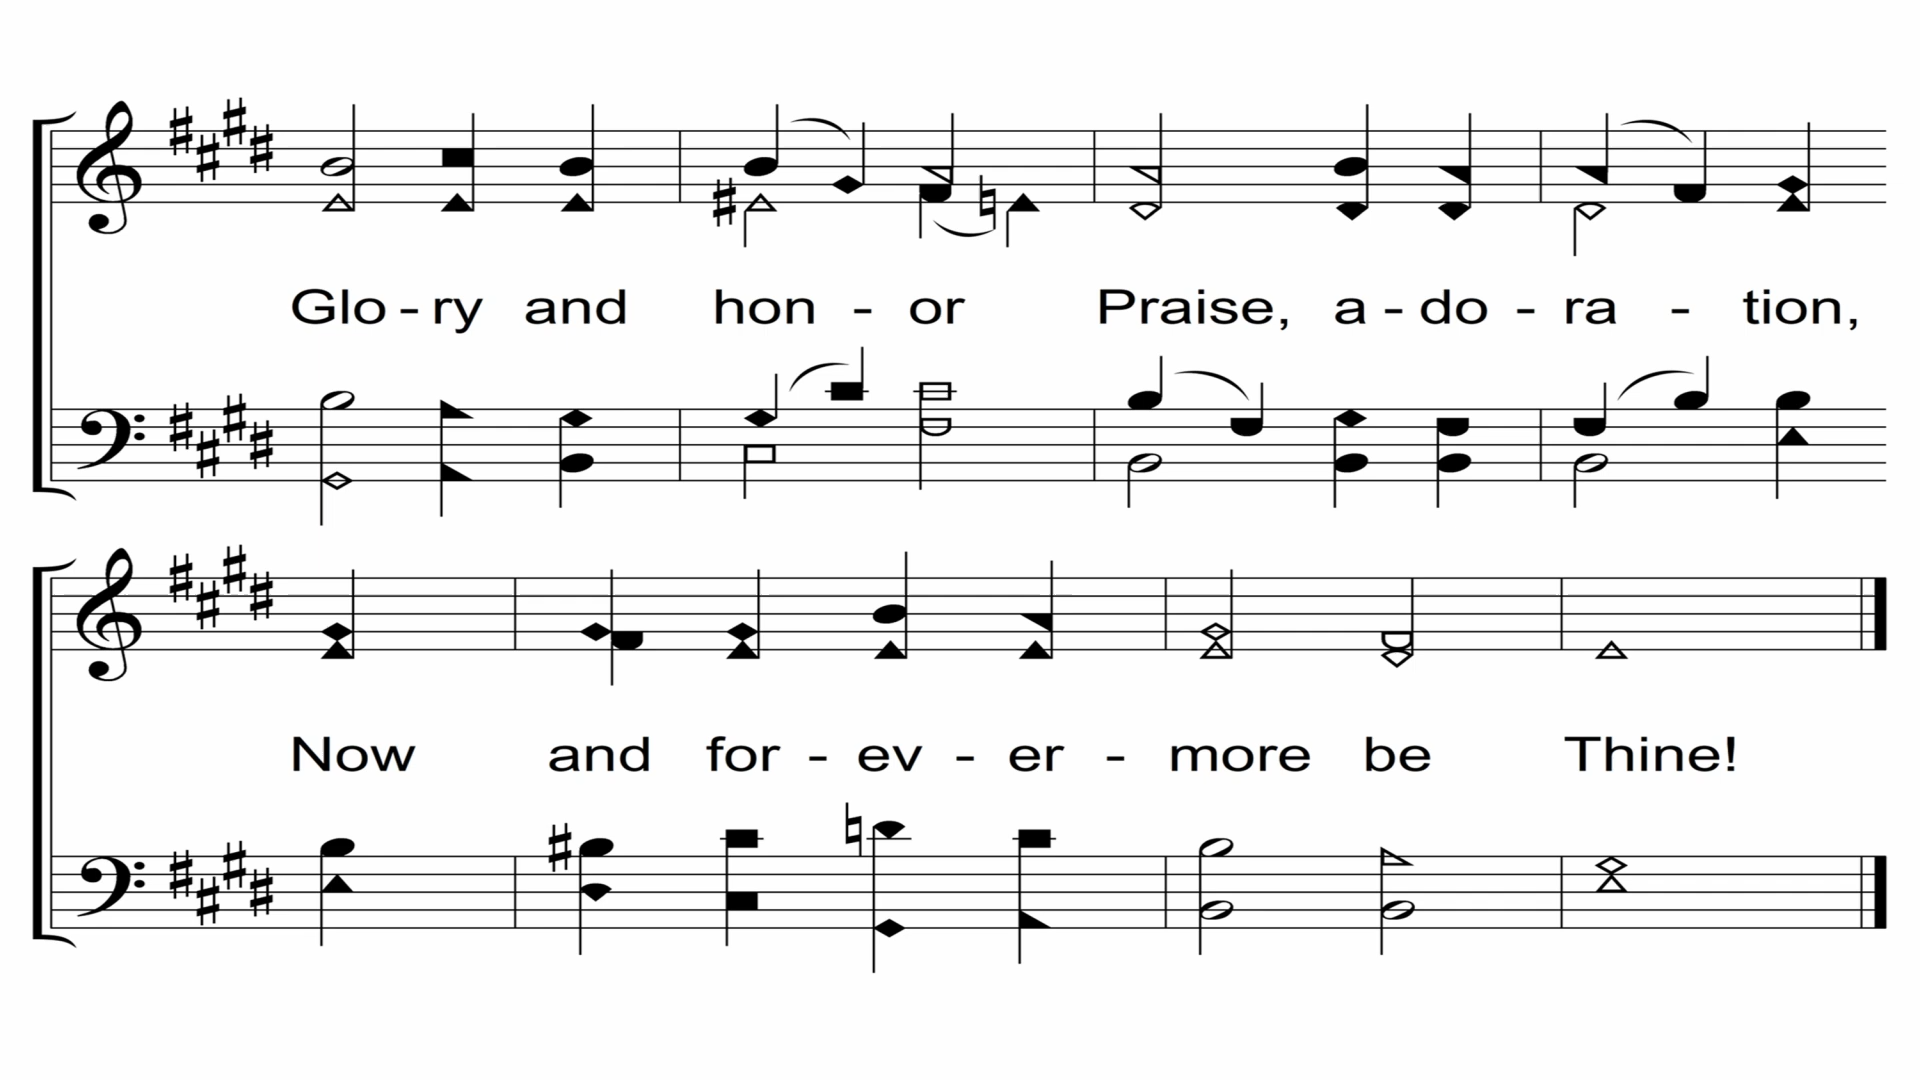 Glo - ry and hon - or Praise, a - do - ra - tion,
Now and for - ev - er - more be Thine!